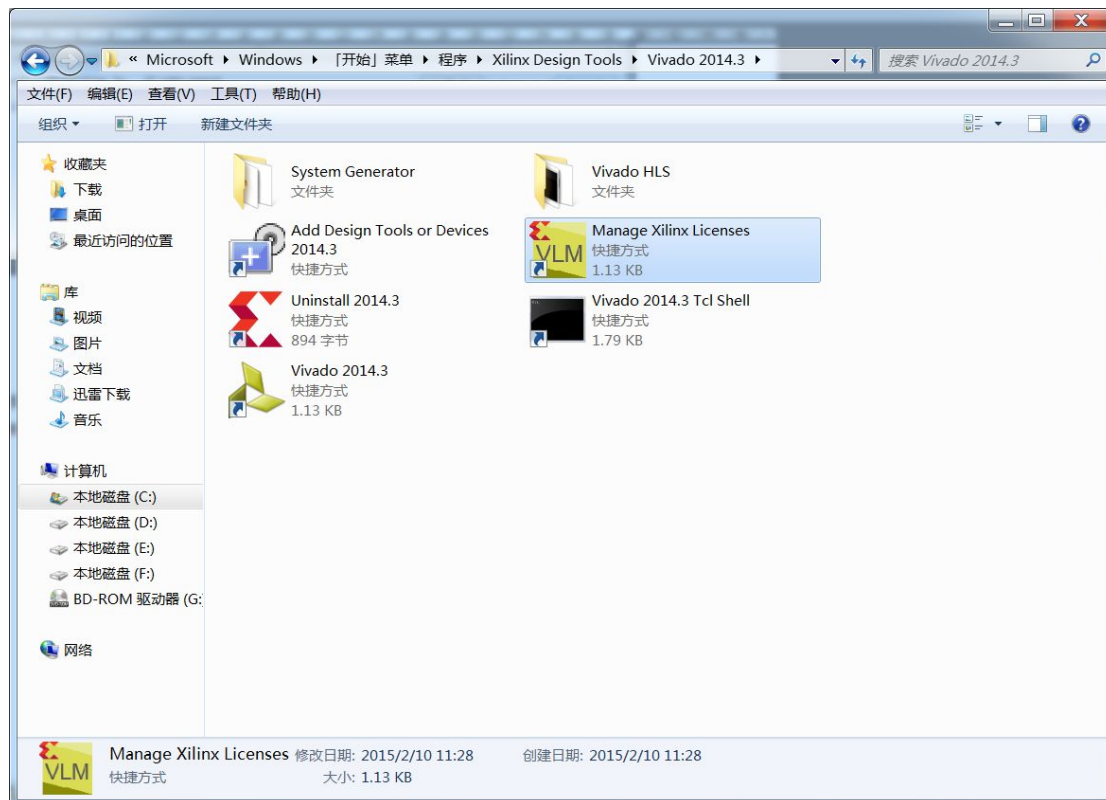 « Microsoft ▸ Windows ▸ 「开始」菜单 ▸ 程序 ▸ Xilinx Design Tools ▸ Vivado 2014.3 ▸
搜索 Vivado 2014.3
文件(F) 编辑(E) 查看(V) 工具(T) 帮助(H)
组织 打开 新建文件夹
收藏夹
下载
桌面
最近访问的位置
库
视频
图片
文档
迅雷下载
音乐
计算机
本地磁盘 (C:)
本地磁盘 (D:)
本地磁盘 (E:)
本地磁盘 (F:)
BD-ROM 驱动器 (G:
网络
System Generator
文件夹
Vivado HLS
文件夹
Add Design Tools or Devices
2014.3
快捷方式
VLM
Manage Xilinx Licenses
快捷方式
1.13 KB
Uninstall 2014.3
快捷方式
894 字节
Vivado 2014.3 Tcl Shell
快捷方式
1.79 KB
Vivado 2014.3
快捷方式
1.13 KB
VLM
Manage Xilinx Licenses 修改日期: 2015/2/10 11:28 创建日期: 2015/2/10 11:28
快捷方式 大小: 1.13 KB